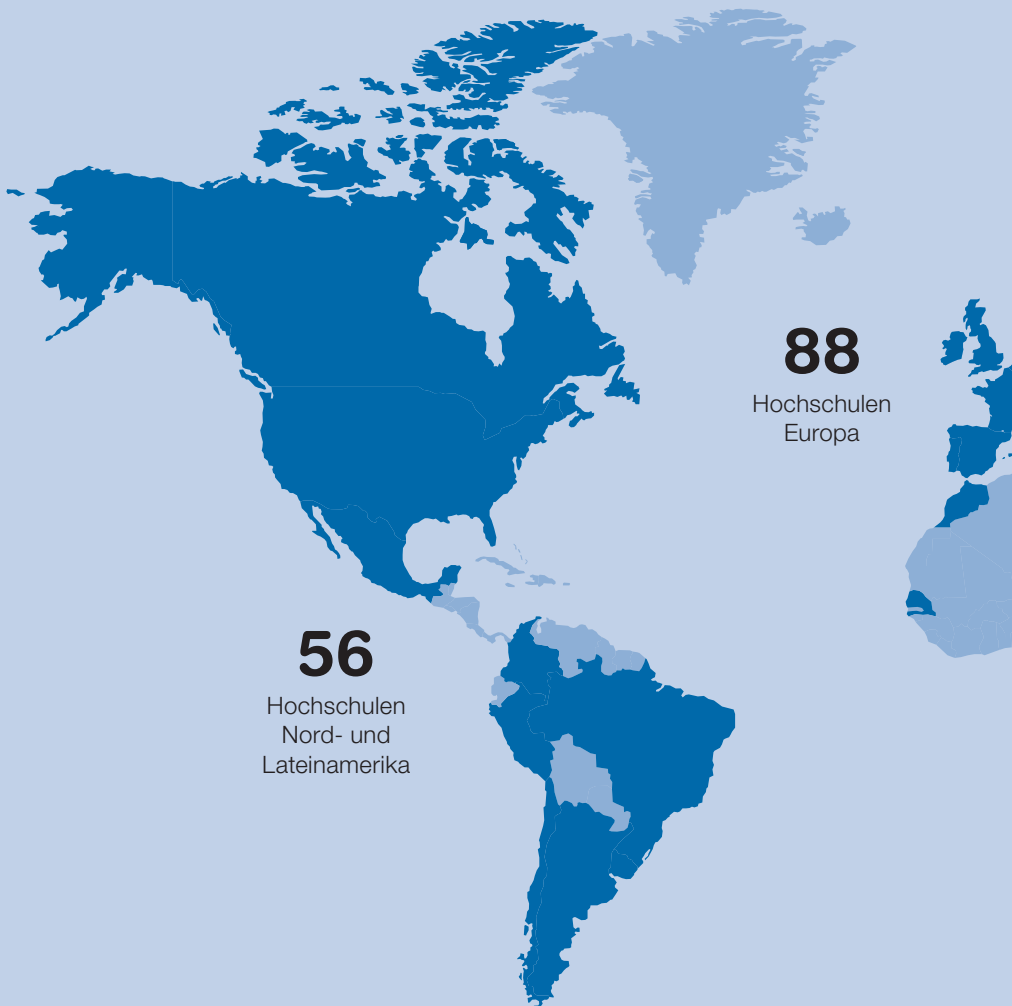 88
Hochschulen
Europa
56
Hochschulen
Nord- und
Lateinamerika